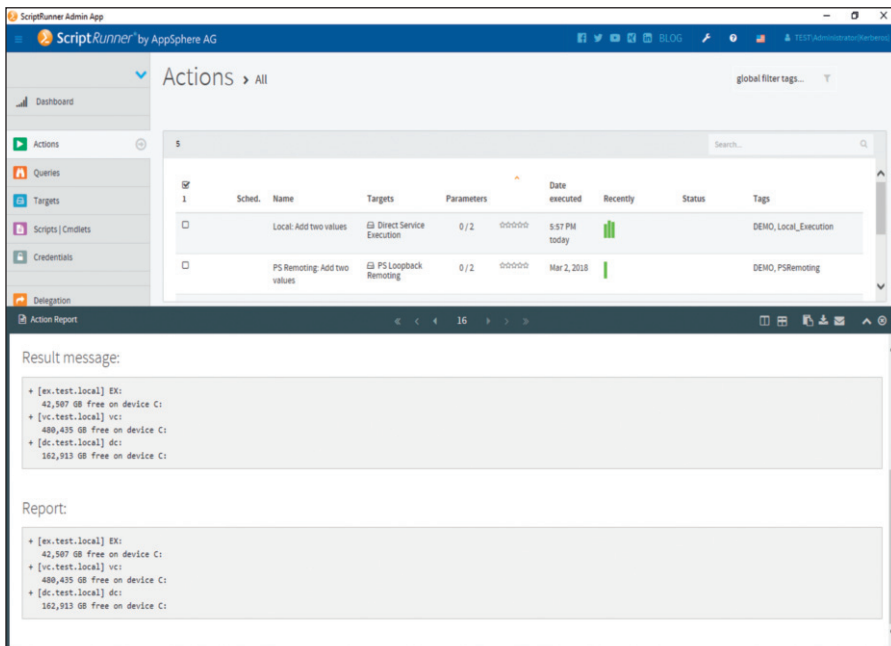 ScriptRunner Admin App
ScriptRunner® by AppSphere AG
BLOG
TEST\Administrator(Kerberos)
Actions > All
global filter tags...
Dashboard
Actions
Queries
Targets
Scripts | Cmdlets
Credentials
Delegation
5
Search...
1
Sched.
Name
Targets
Parameters
Date executed
Recently
Status
Tags
Local: Add two values
Direct Service Execution
0 / 2
5:57 PM today
DEMO, Local_Execution
PS Remoting: Add two values
PS Loopback Remoting
0 / 2
Mar 2, 2018
DEMO, PSRemoting
Action Report
16
Result message:
+ [ex.test.local] EX:
42,507 GB free on device C:
+ [vc.test.local] vc:
480,435 GB free on device C:
+ [dc.test.local] dc:
162,913 GB free on device C:
Report:
+ [ex.test.local] EX:
42,507 GB free on device C:
+ [vc.test.local] vc:
480,435 GB free on device C:
+ [dc.test.local] dc:
162,913 GB free on device C: